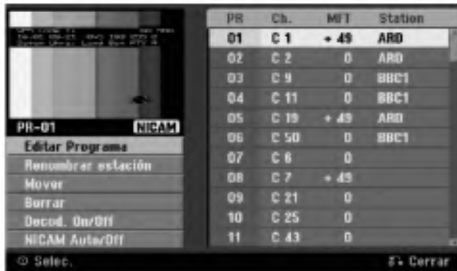 PR-01 NICAM
Editar Programa
Renombrar estación
Mover
Borrar
Decod. On/Off
NICAM Auto/Off
Selec.
PR Ch. MFT Station
01 C 1 + 49 ARD
02 C 2 0 ARD
03 C 9 0 BBC1
04 C 11 0 BBC1
05 C 19 + 49 ARD
06 C 50 0 BBC1
07 C 6 0
08 C 7 + 49
09 C 21 0
10 C 25 0
11 C 43 0
Cerrar